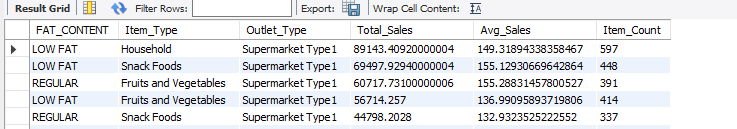 Result Grid Filter Rows: Export: Wrap Cell Content:
FAT_CONTENT Item_Type Outlet_Type Total_Sales Avg_Sales Item_Count
LOW FAT Household Supermarket Type1 89143.40920000004 149.31894338358467 597
LOW FAT Snack Foods Supermarket Type1 69497.92940000004 155.12930669642864 448
REGULAR Fruits and Vegetables Supermarket Type1 60717.73100000006 155.28831457800527 391
LOW FAT Fruits and Vegetables Supermarket Type1 56714.257 136.99095893719806 414
REGULAR Snack Foods Supermarket Type1 44798.2028 132.9323525222552 337